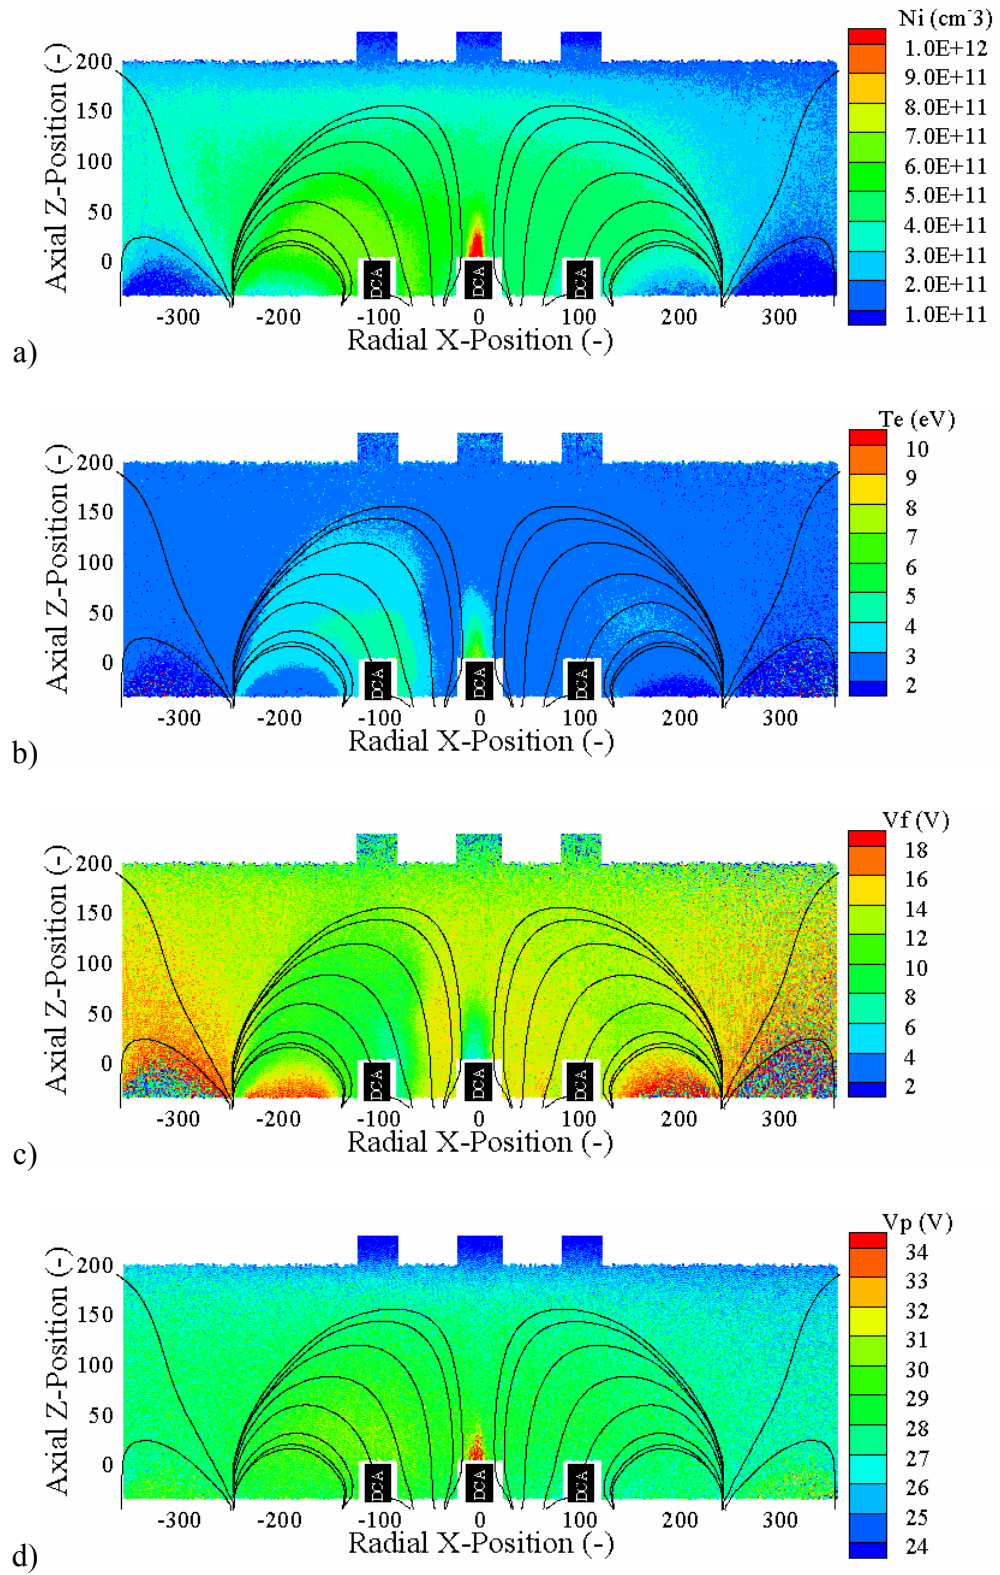 Ni (cm-3)
1.0E+12
9.0E+11
8.0E+11
7.0E+11
6.0E+11
5.0E+11
4.0E+11
3.0E+11
2.0E+11
1.0E+11
Axial Z-Position (-)
200
150
100
50
0
DCA DCA DCA
-300 -200 -100 0 100 200 300
Radial X-Position (-)
a)
Te (eV)
10
9
8
7
6
5
4
3
2
Axial Z-Position (-)
200
150
100
50
0
DCA DCA DCA
-300 -200 -100 0 100 200 300
Radial X-Position (-)
b)
Vf (V)
18
16
14
12
10
8
6
4
2
Axial Z-Position (-)
200
150
100
50
0
DCA DCA DCA
-300 -200 -100 0 100 200 300
Radial X-Position (-)
c)
Vp (V)
34
33
32
31
30
29
28
27
26
25
24
Axial Z-Position (-)
200
150
100
50
0
DCA DCA DCA
-300 -200 -100 0 100 200 300
Radial X-Position (-)
d)